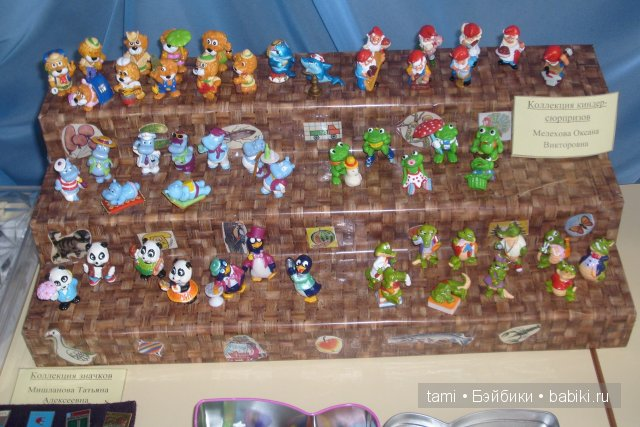 Коллекция киндер-
сюрпризов
Мелехова Оксана
Викторовна
Коллекция значков
Мишланова Татьяна
Алексеевна
tami • Бэйбики • babiki.ru